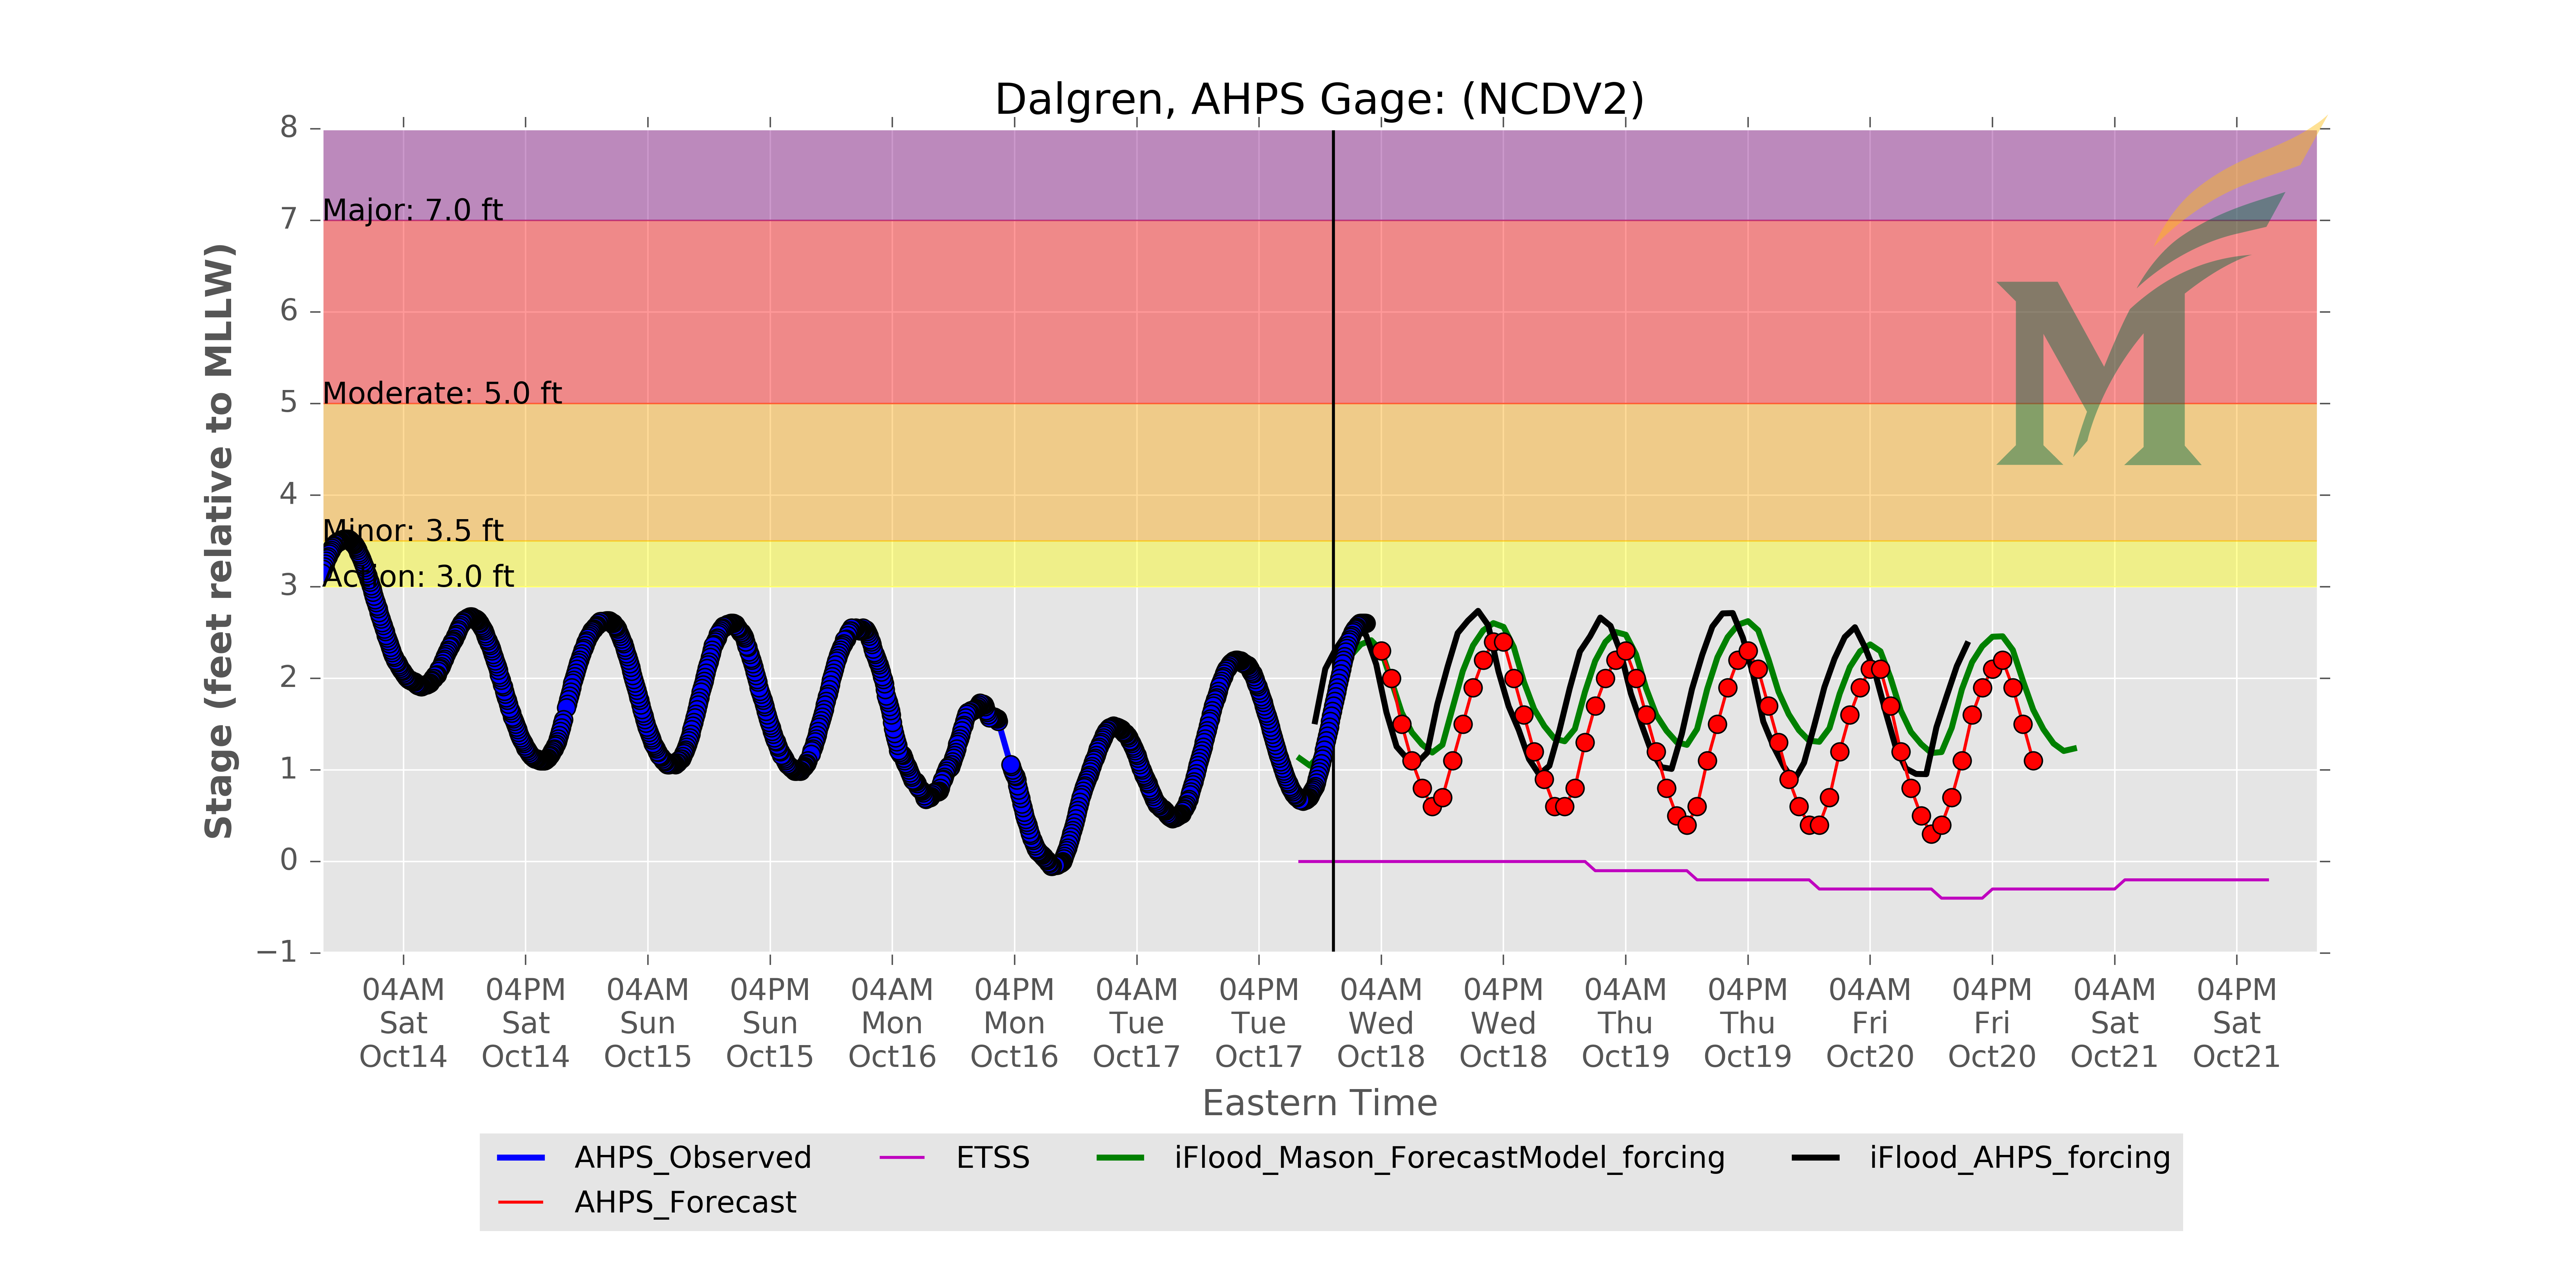 Dalgren, AHPS Gage: (NCDV2)
8
7
6
5
4
3
2
1
0
−1
Stage (feet relative to MLLW)
Major: 7.0 ft
Moderate: 5.0 ft
Minor: 3.5 ft
Action: 3.0 ft
M
04AM 04PM 04AM 04PM 04AM 04PM 04AM 04PM 04AM 04PM 04AM 04PM 04AM 04PM 04AM 04PM
Sat Sat Sun Sun Mon Mon Tue Tue Wed Wed Thu Thu Fri Fri Sat Sat
Oct14 Oct14 Oct15 Oct15 Oct16 Oct16 Oct17 Oct17 Oct18 Oct18 Oct19 Oct19 Oct20 Oct20 Oct21 Oct21
Eastern Time
AHPS_Observed ETSS iFlood_Mason_ForecastModel_forcing iFlood_AHPS_forcing
AHPS_Forecast